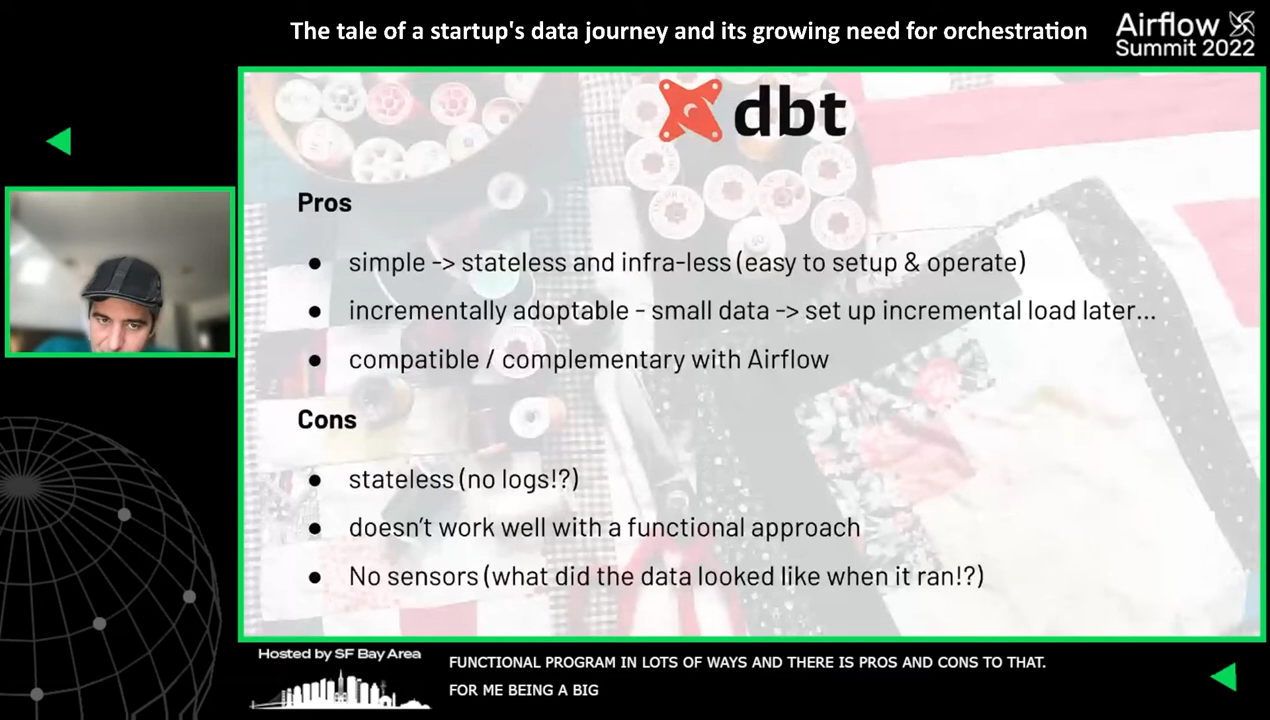 The tale of a startup's data journey and its growing need for orchestration
Airflow
Summit 2022
dbt
Pros
● simple -> stateless and infra-less (easy to setup & operate)
● incrementally adoptable - small data -> set up incremental load later...
● compatible / complementary with Airflow
Cons
● stateless (no logs!?)
● doesn't work well with a functional approach
● No sensors (what did the data looked like when it ran!?)
Hosted by SF Bay Area
FUNCTIONAL PROGRAM IN LOTS OF WAYS AND THERE IS PROS AND CONS TO THAT.
FOR ME BEING A BIG